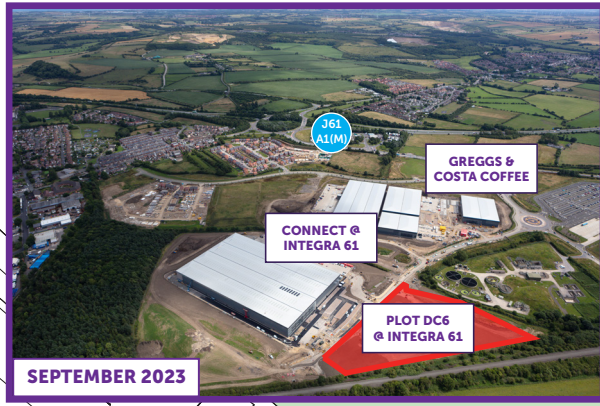 J61
A1(M)
GREGGS &
COSTA COFFEE
CONNECT @
INTEGRA 61
PLOT DC6
@ INTEGRA 61
SEPTEMBER 2023